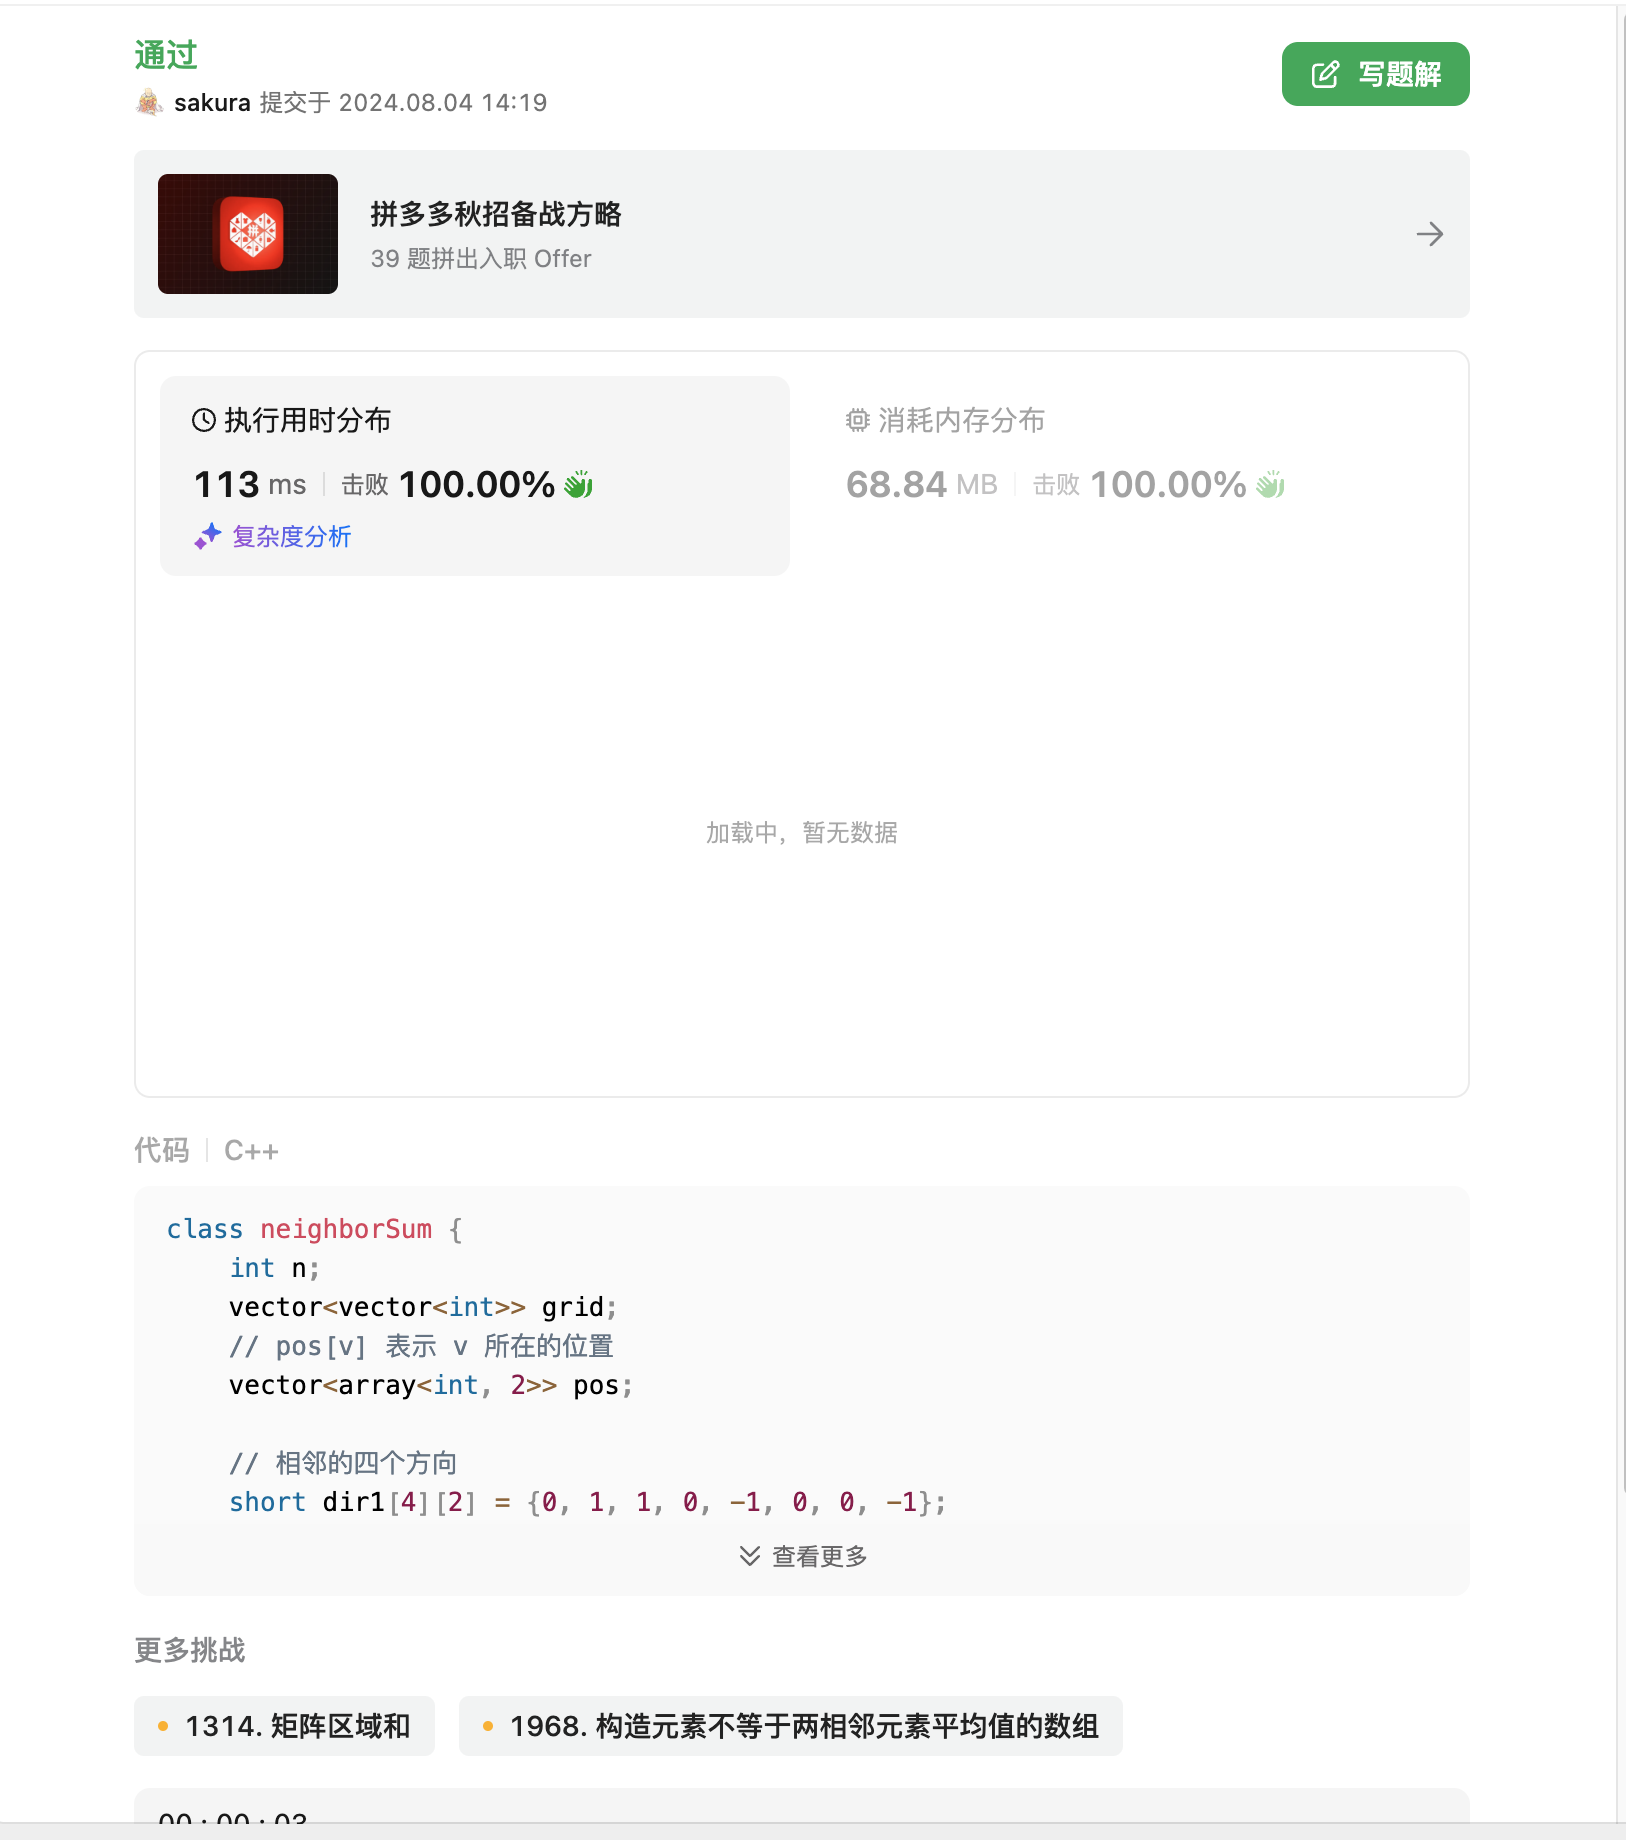 通过
写题解
sakura 提交于 2024.08.04 14:19
拼多多秋招备战方略
39 题拼出入职 Offer
执行用时分布
消耗内存分布
113 ms 击败 100.00%
68.84 MB 击败 100.00%
复杂度分析
加载中，暂无数据
代码 C++
class neighborSum {
    int n;
    vector<vector<int>> grid;
    // pos[v] 表示 v 所在的位置
    vector<array<int, 2>> pos;
    // 相邻的四个方向
    short dir1[4][2] = {0, 1, 1, 0, -1, 0, 0, -1};
查看更多
更多挑战
1314. 矩阵区域和
1968. 构造元素不等于两相邻元素平均值的数组
00 : 00 : 03